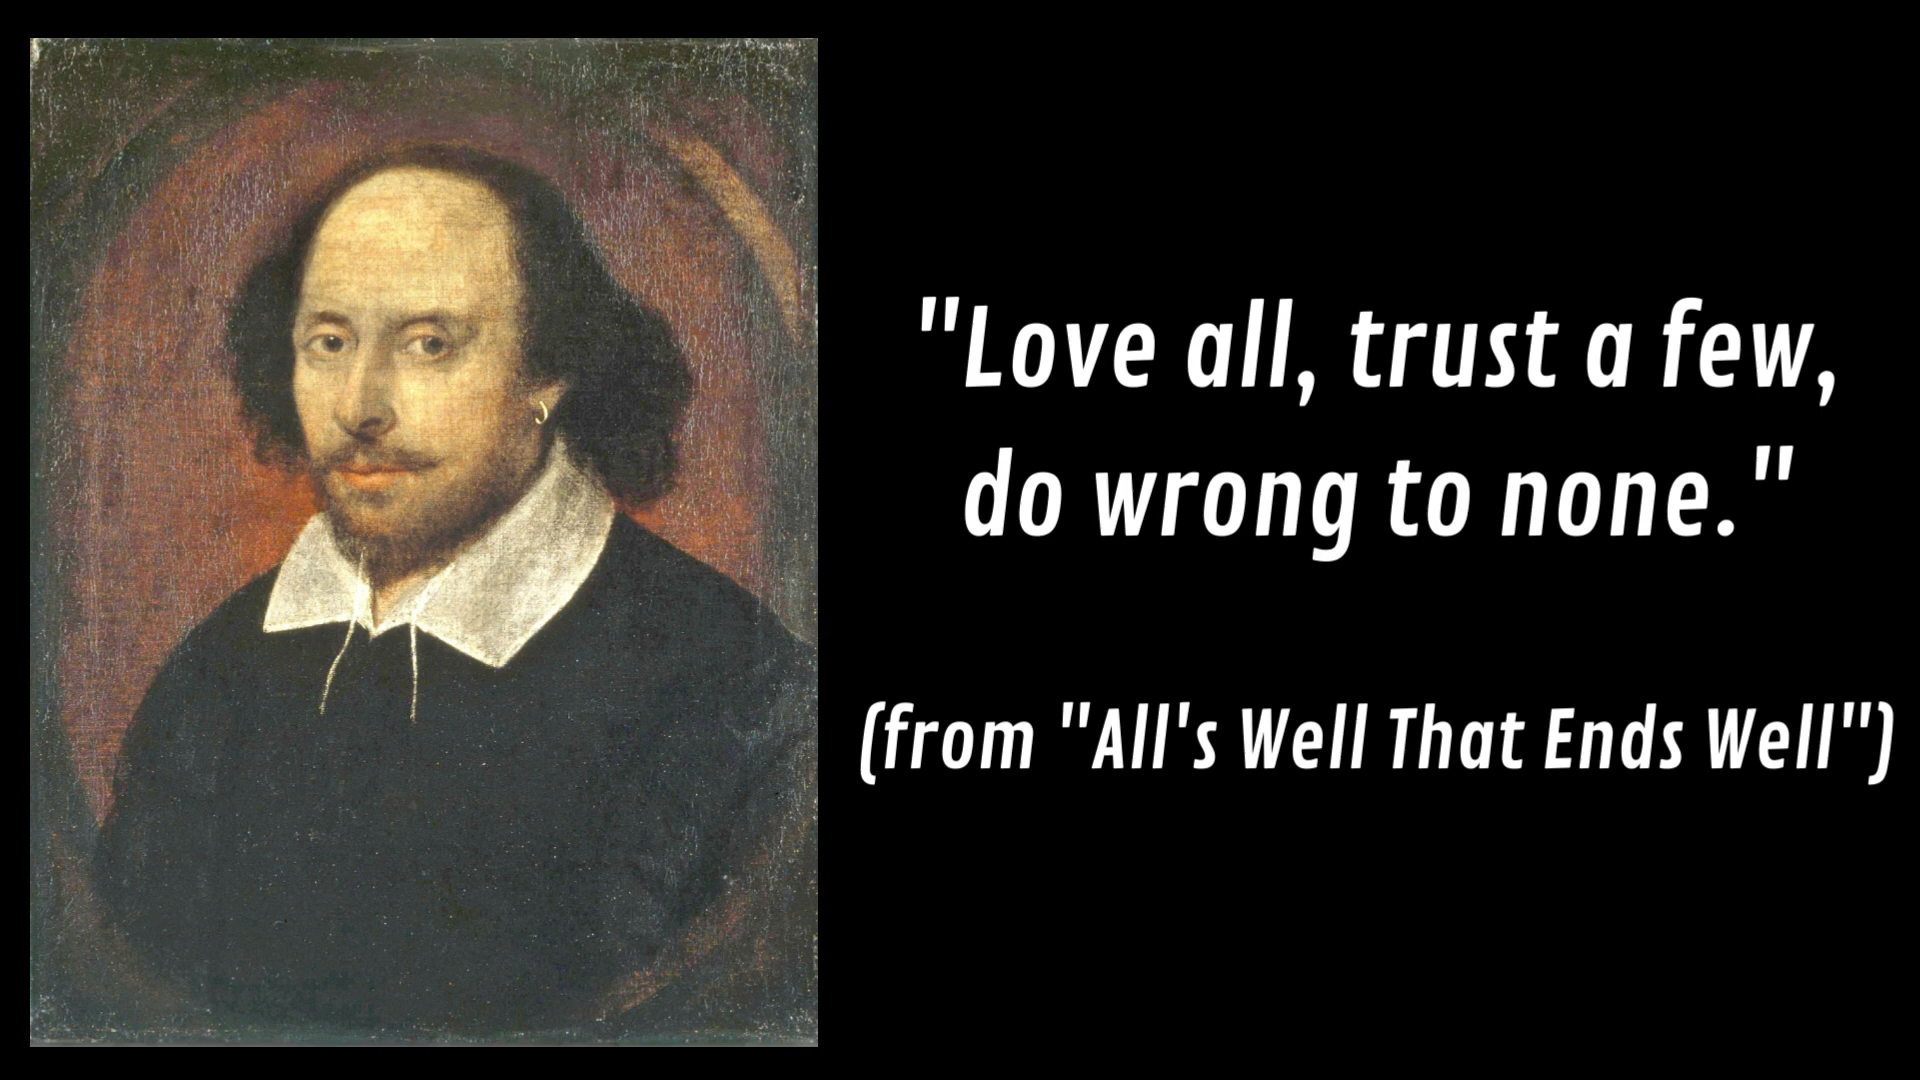 "Love all, trust a few,
do wrong to none."
(from "All's Well That Ends Well")